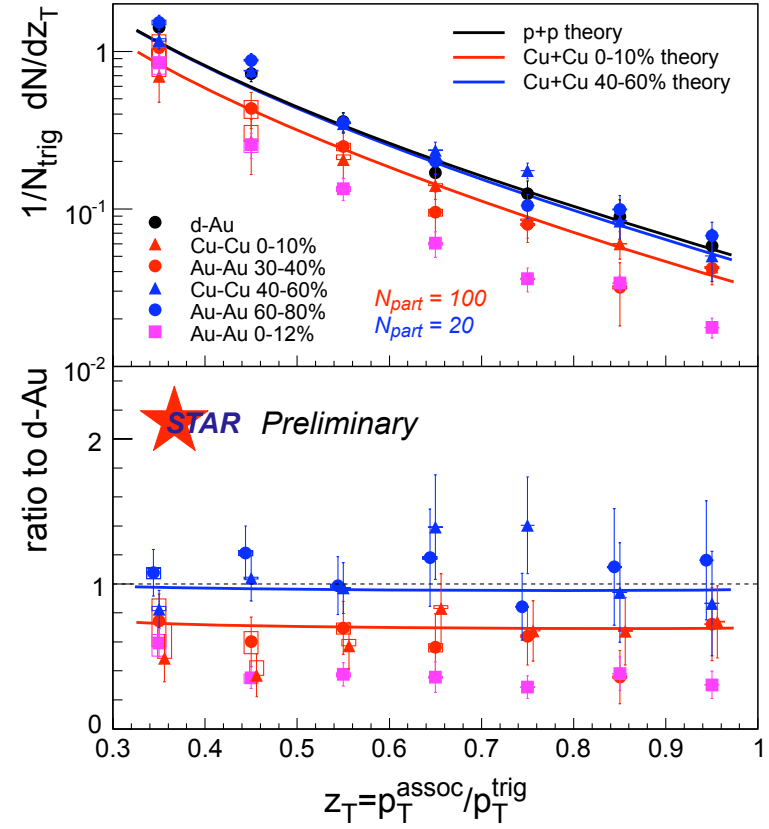 1/N_trig dN/dz_T
1
10^-1
10^-2
p+p theory
Cu+Cu 0-10% theory
Cu+Cu 40-60% theory
d-Au
Cu-Cu 0-10%
Au-Au 30-40%
Cu-Cu 40-60%
Au-Au 60-80%
Au-Au 0-12%
N_part = 100
N_part = 20
ratio to d-Au
STAR Preliminary
2
1
0
0.3 0.4 0.5 0.6 0.7 0.8 0.9 1
z_T=p_T^assoc/p_T^trig